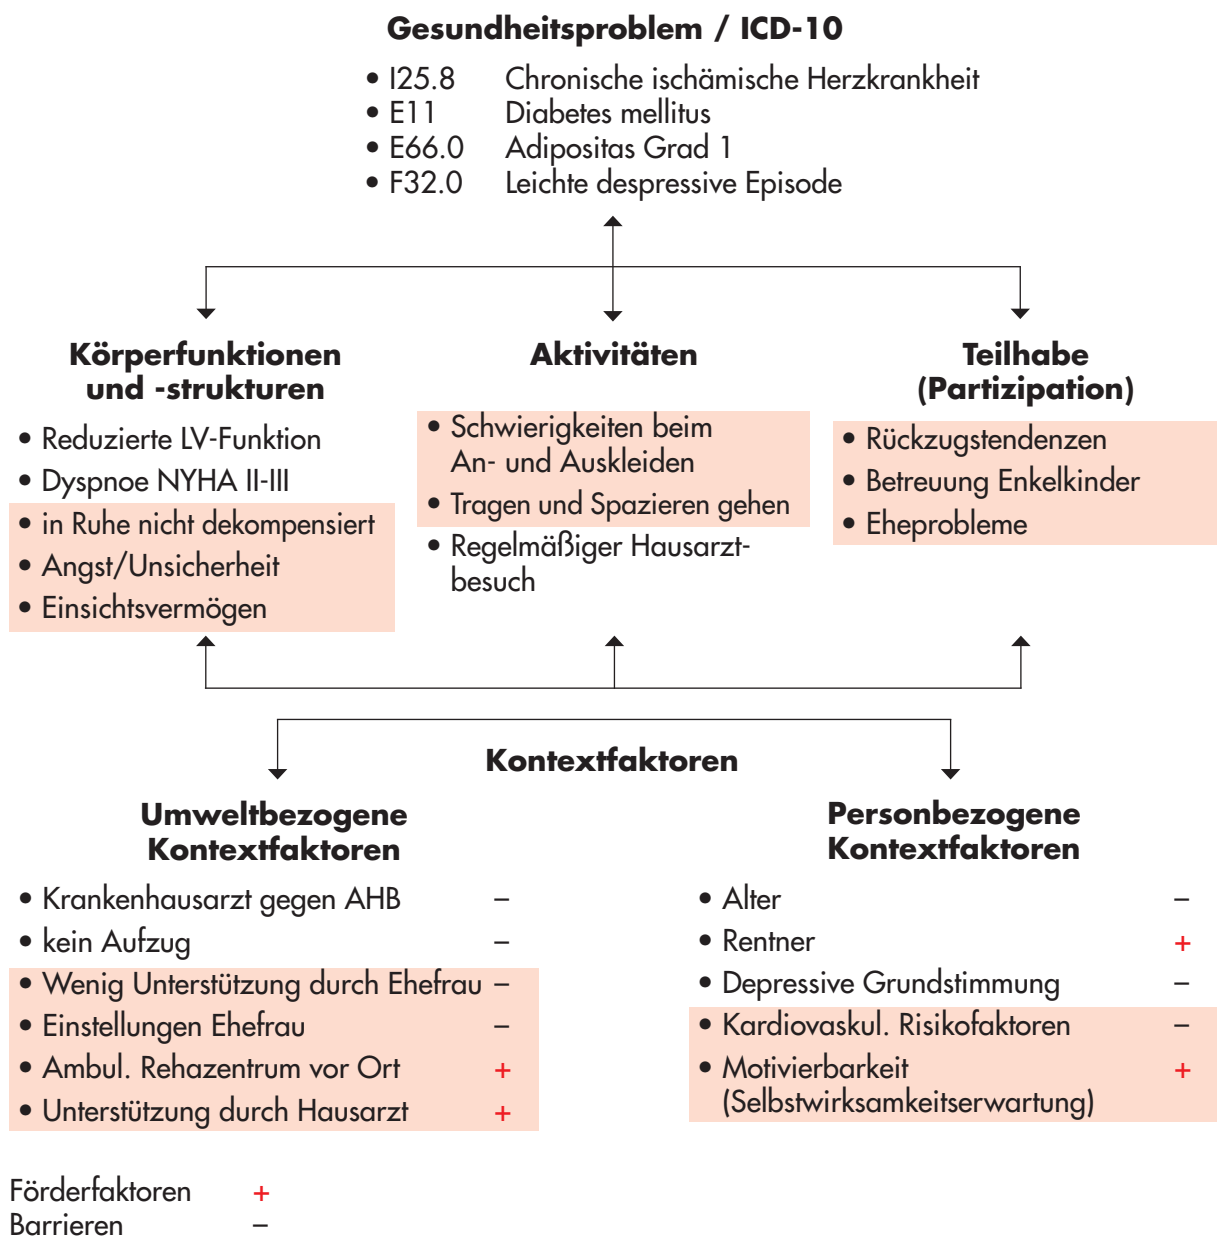 Gesundheitsproblem / ICD-10
• I25.8 Chronische ischämische Herzkrankheit
• E11 Diabetes mellitus
• E66.0 Adipositas Grad 1
• F32.0 Leichte despressive Episode
Körperfunktionen
und -strukturen
• Reduzierte LV-Funktion
• Dyspnoe NYHA II-III
• in Ruhe nicht dekompensiert
• Angst/Unsicherheit
• Einsichtsvermögen
Aktivitäten
• Schwierigkeiten beim
An- und Auskleiden
• Tragen und Spazieren gehen
• Regelmäßiger Hausarzt-
besuch
Teilhabe
(Partizipation)
• Rückzugstendenzen
• Betreuung Enkelkinder
• Eheprobleme
Kontextfaktoren
Umweltbezogene
Kontextfaktoren
• Krankenhausarzt gegen AHB –
• kein Aufzug –
• Wenig Unterstützung durch Ehefrau –
• Einstellungen Ehefrau –
• Ambul. Rehazentrum vor Ort +
• Unterstützung durch Hausarzt +
Personbezogene
Kontextfaktoren
• Alter –
• Rentner +
• Depressive Grundstimmung –
• Kardiovaskul. Risikofaktoren –
• Motivierbarkeit +
(Selbstwirksamkeitserwartung)
Förderfaktoren +
Barrieren –